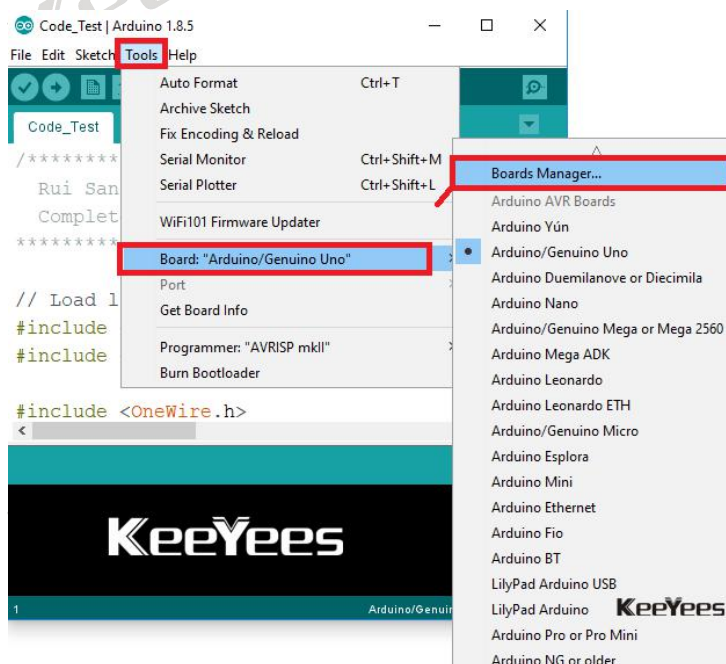 Code_Test | Arduino 1.8.5
File Edit Sketch Tools Help
Auto Format Ctrl+T
Archive Sketch
Fix Encoding & Reload
Serial Monitor Ctrl+Shift+M
Serial Plotter Ctrl+Shift+L
WiFi101 Firmware Updater
Board: "Arduino/Genuino Uno"
Port
Get Board Info
Programmer: "AVRISP mkII"
Burn Bootloader
Code_Test
/********
Rui San
Complet
*********
// Load l
#include
#include
#include <OneWire.h>
KeeYees
1 Arduino/Genuin
Boards Manager...
Arduino AVR Boards
Arduino Yún
Arduino/Genuino Uno
Arduino Duemilanove or Diecimila
Arduino Nano
Arduino/Genuino Mega or Mega 2560
Arduino Mega ADK
Arduino Leonardo
Arduino Leonardo ETH
Arduino/Genuino Micro
Arduino Esplora
Arduino Mini
Arduino Ethernet
Arduino Fio
Arduino BT
LilyPad Arduino USB
LilyPad Arduino
KeeYees
Arduino Pro or Pro Mini
Arduino NG or older